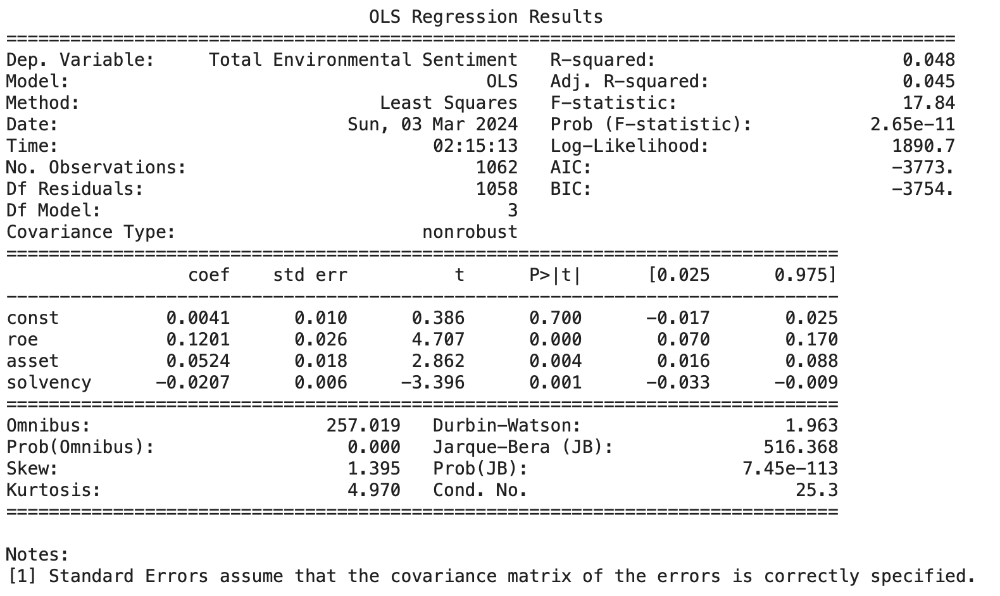 OLS Regression Results
==============================================================================
Dep. Variable: Total Environmental Sentiment R-squared: 0.048
Model: OLS Adj. R-squared: 0.045
Method: Least Squares F-statistic: 17.84
Date: Sun, 03 Mar 2024 Prob (F-statistic): 2.65e-11
Time: 02:15:13 Log-Likelihood: 1890.7
No. Observations: 1062 AIC: -3773.
Df Residuals: 1058 BIC: -3754.
Df Model: 3
Covariance Type: nonrobust
==============================================================================
coef std err t P>|t| [0.025 0.975]
------------------------------------------------------------------------------
const 0.0041 0.010 0.386 0.700 -0.017 0.025
roe 0.1201 0.026 4.707 0.000 0.070 0.170
asset 0.0524 0.018 2.862 0.004 0.016 0.088
solvency -0.0207 0.006 -3.396 0.001 -0.033 -0.009
==============================================================================
Omnibus: 257.019 Durbin-Watson: 1.963
Prob(Omnibus): 0.000 Jarque-Bera (JB): 516.368
Skew: 1.395 Prob(JB): 7.45e-113
Kurtosis: 4.970 Cond. No. 25.3
==============================================================================
Notes:
[1] Standard Errors assume that the covariance matrix of the errors is correctly specified.